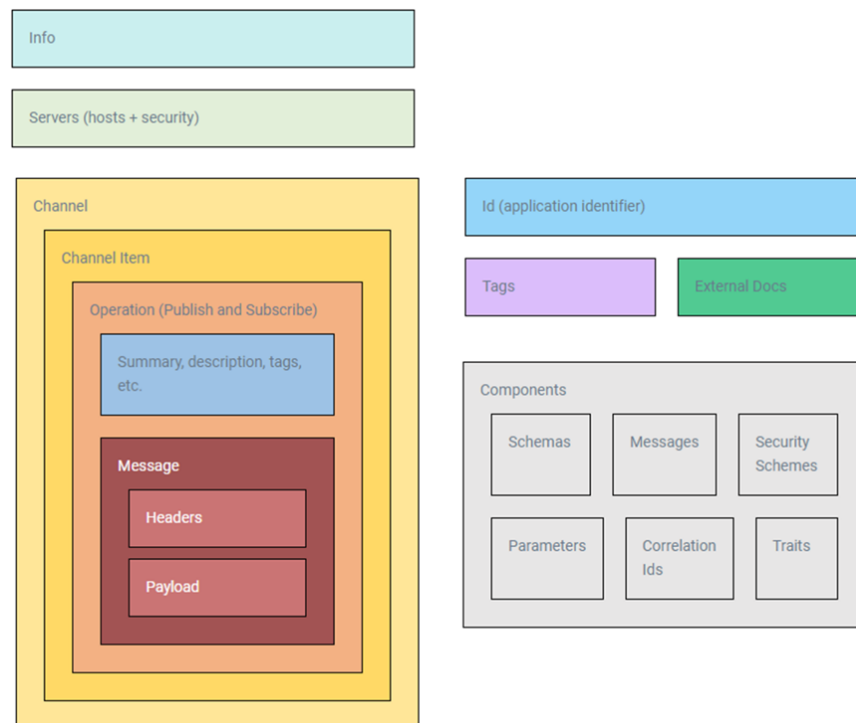 Info
Servers (hosts + security)
Channel
Channel Item
Operation (Publish and Subscribe)
Summary, description, tags,
etc.
Message
Headers
Payload
Id (application identifier)
Tags
External Docs
Components
Schemas
Messages
Security
Schemes
Parameters
Correlation
Ids
Traits